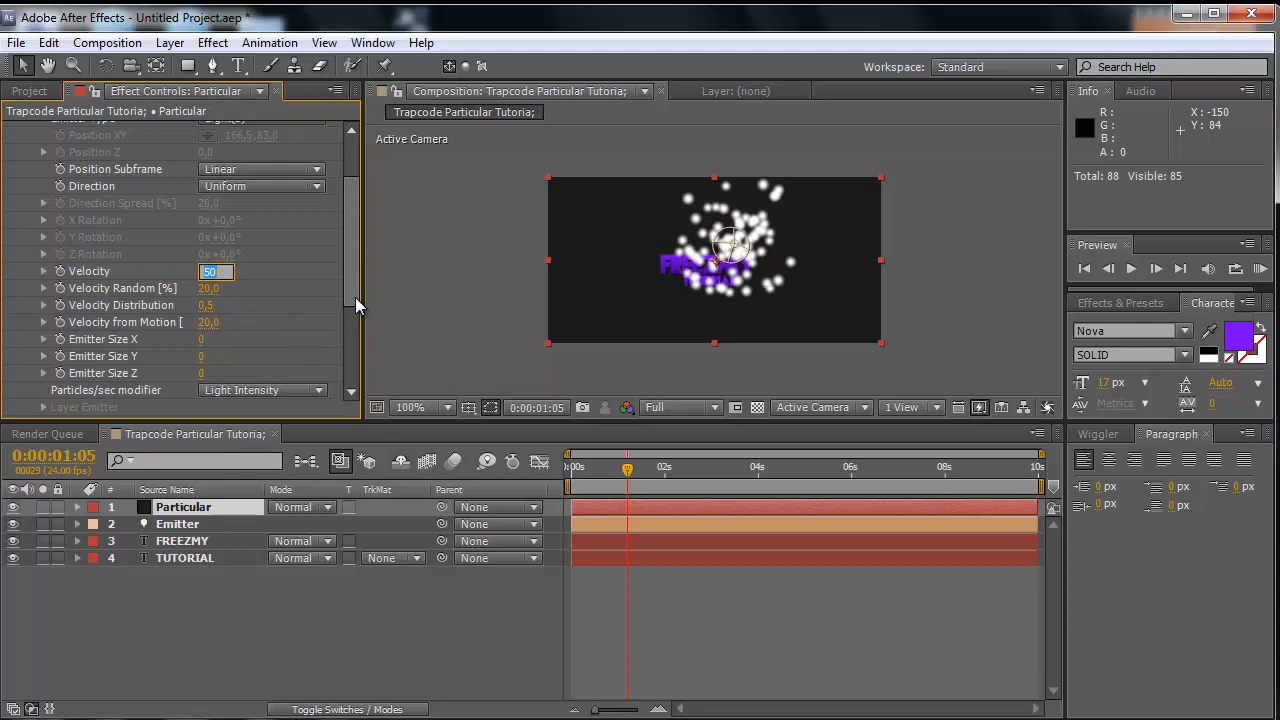 Adobe After Effects - Untitled Project.aep *
File Edit Composition Layer Effect Animation View Window Help
Workspace: Standard Search Help
Project Effect Controls: Particular
Trapcode Particular Tutoria; • Particular
Position XY 166,5,83,0
Position Z 0,0
Position Subframe Linear
Direction Uniform
Direction Spread [%] 20,0
X Rotation 0x+0,0°
Y Rotation 0x+0,0°
Z Rotation 0x+0,0°
Velocity 50
Velocity Random [%] 20,0
Velocity Distribution 0,5
Velocity from Motion [ 20,0
Emitter Size X 0
Emitter Size Y 0
Emitter Size Z 0
Particles/sec modifier Light Intensity
Layer Emitter
Composition: Trapcode Particular Tutoria; Layer: (none)
Trapcode Particular Tutoria;
Active Camera
100% 0:00:01:05 Full Active Camera 1 View
Info Audio
R: X: -150
G: Y: 84
B:
A: 0
Total: 88 Visible: 85
Preview
Effects & Presets Characte
Nova
SOLID
17 px Auto
Metrics 0
Wiggler Paragraph
0 px 0 px 0 px
0 px 0 px
Render Queue Trapcode Particular Tutoria;
0:00:01:05
00029 (24.00 fps)
# Source Name Mode T TrkMat Parent
1 Particular Normal None
2 Emitter None
3 FREEZMY Normal None
4 TUTORIAL Normal None None
0:00s 02s 04s 06s 08s 10s
Toggle Switches / Modes